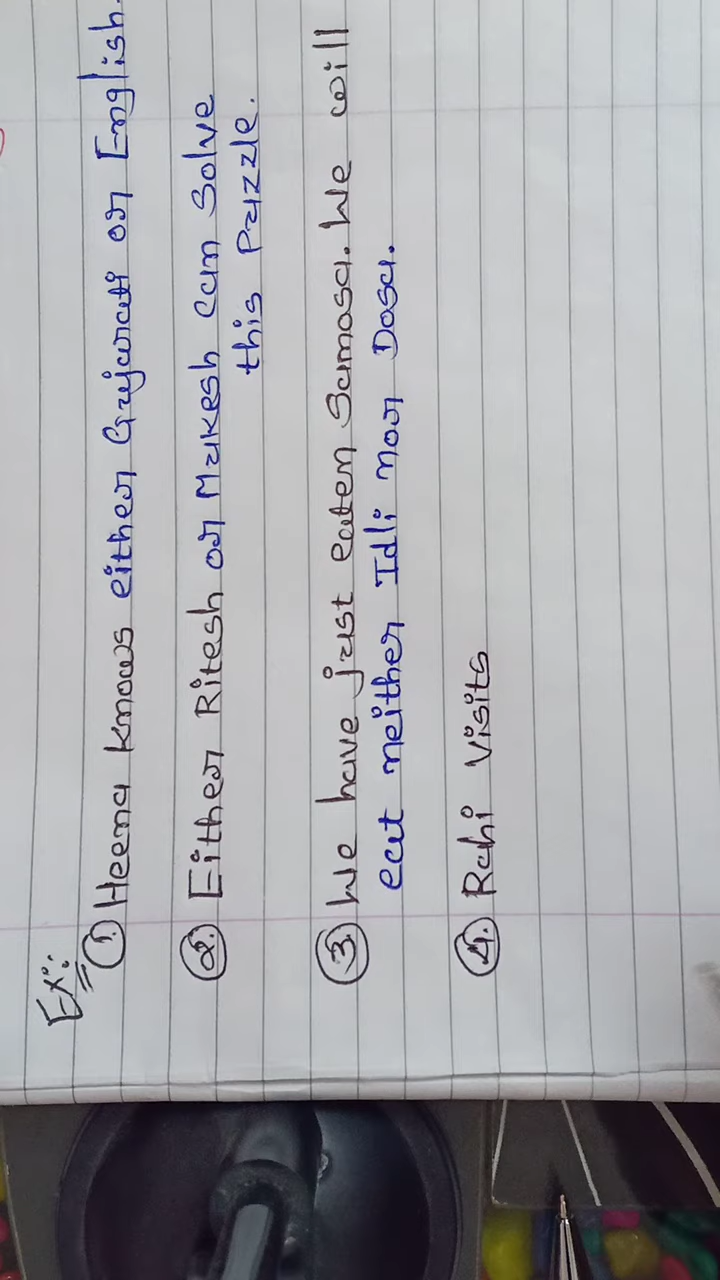 Ex:
1. Heena knows either Gujarati or English.
2. Either Ritesh or Mukesh can solve
this Puzzle.
3. We have just eaten Samosa. We will
eat neither Idli nor Dosa.
4. Rahi Visits